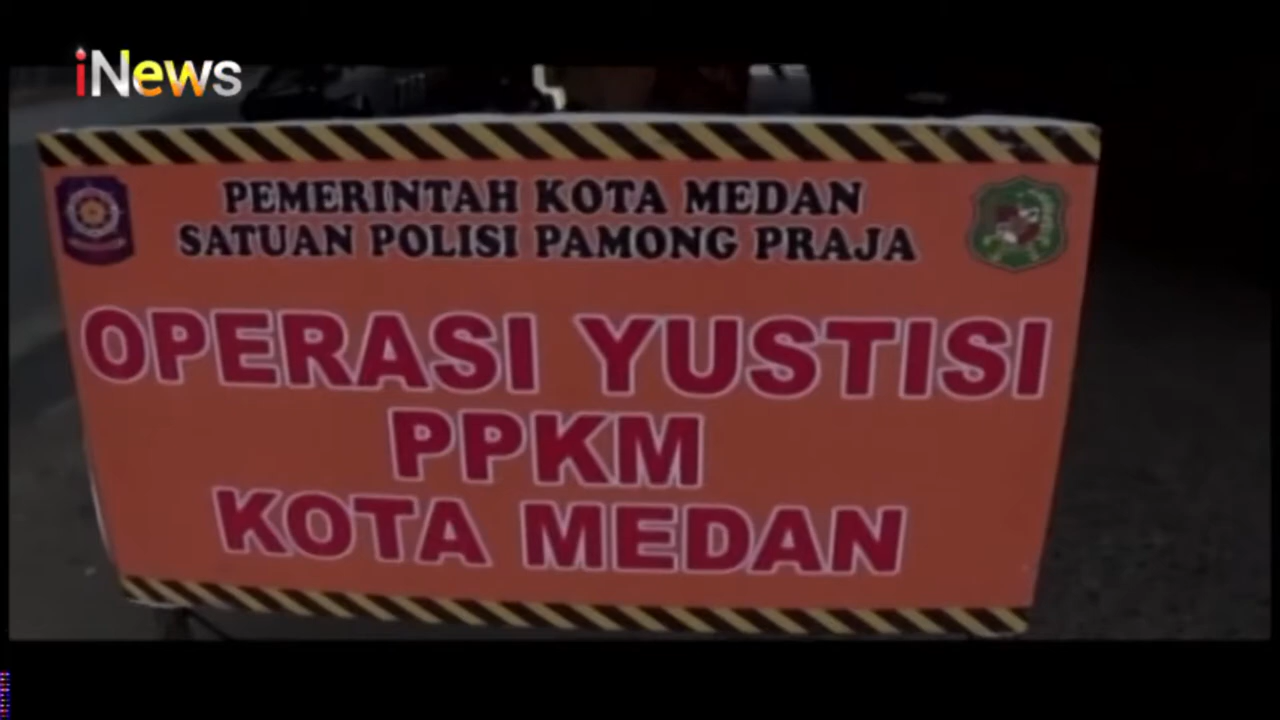 iNews
PEMERINTAH KOTA MEDAN
SATUAN POLISI PAMONG PRAJA
OPERASI YUSTISI
PPKM
KOTA MEDAN